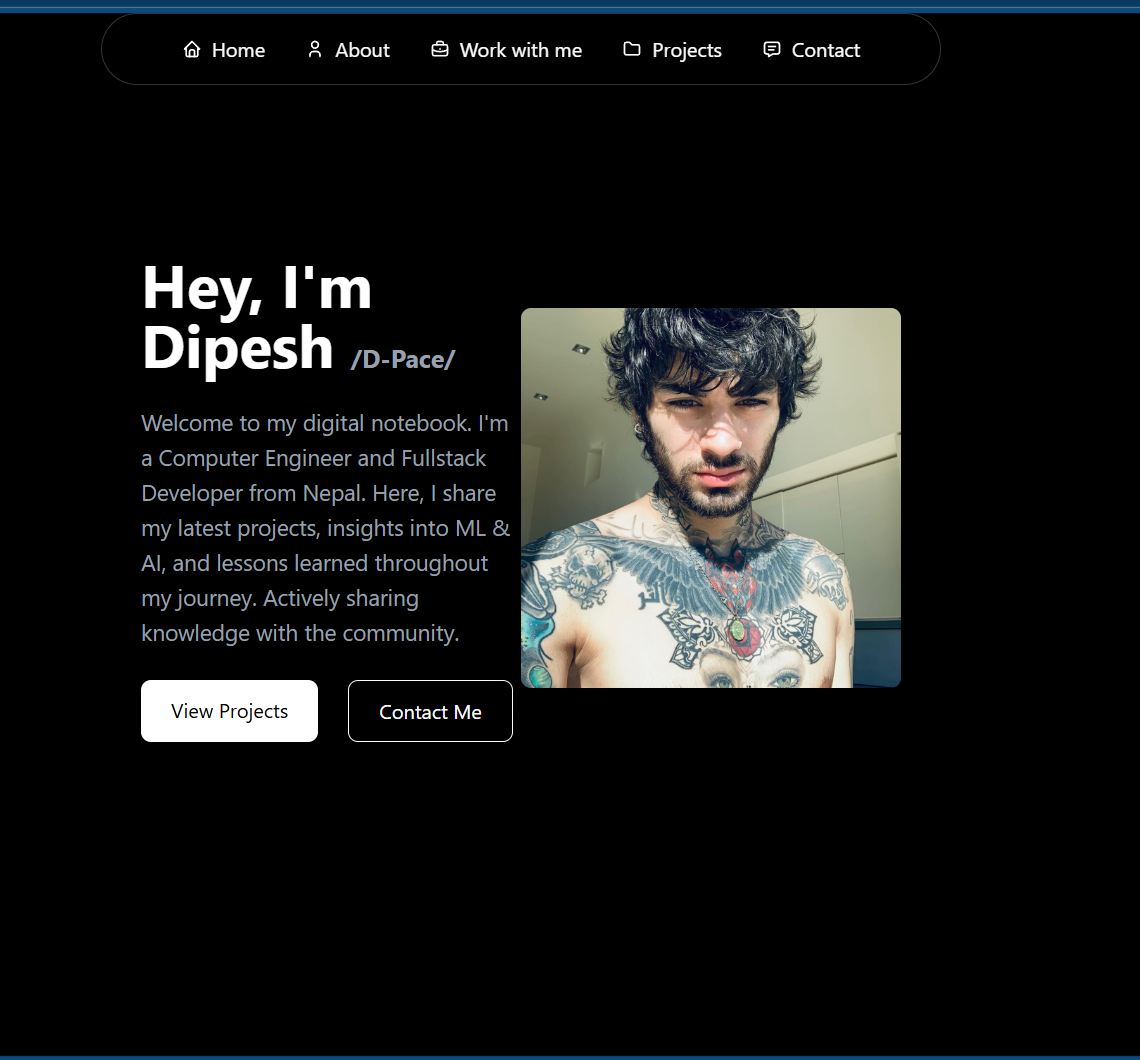 Home About Work with me Projects Contact
Hey, I'm
Dipesh /D-Pace/
Welcome to my digital notebook. I'm
a Computer Engineer and Fullstack
Developer from Nepal. Here, I share
my latest projects, insights into ML &
AI, and lessons learned throughout
my journey. Actively sharing
knowledge with the community.
View Projects Contact Me